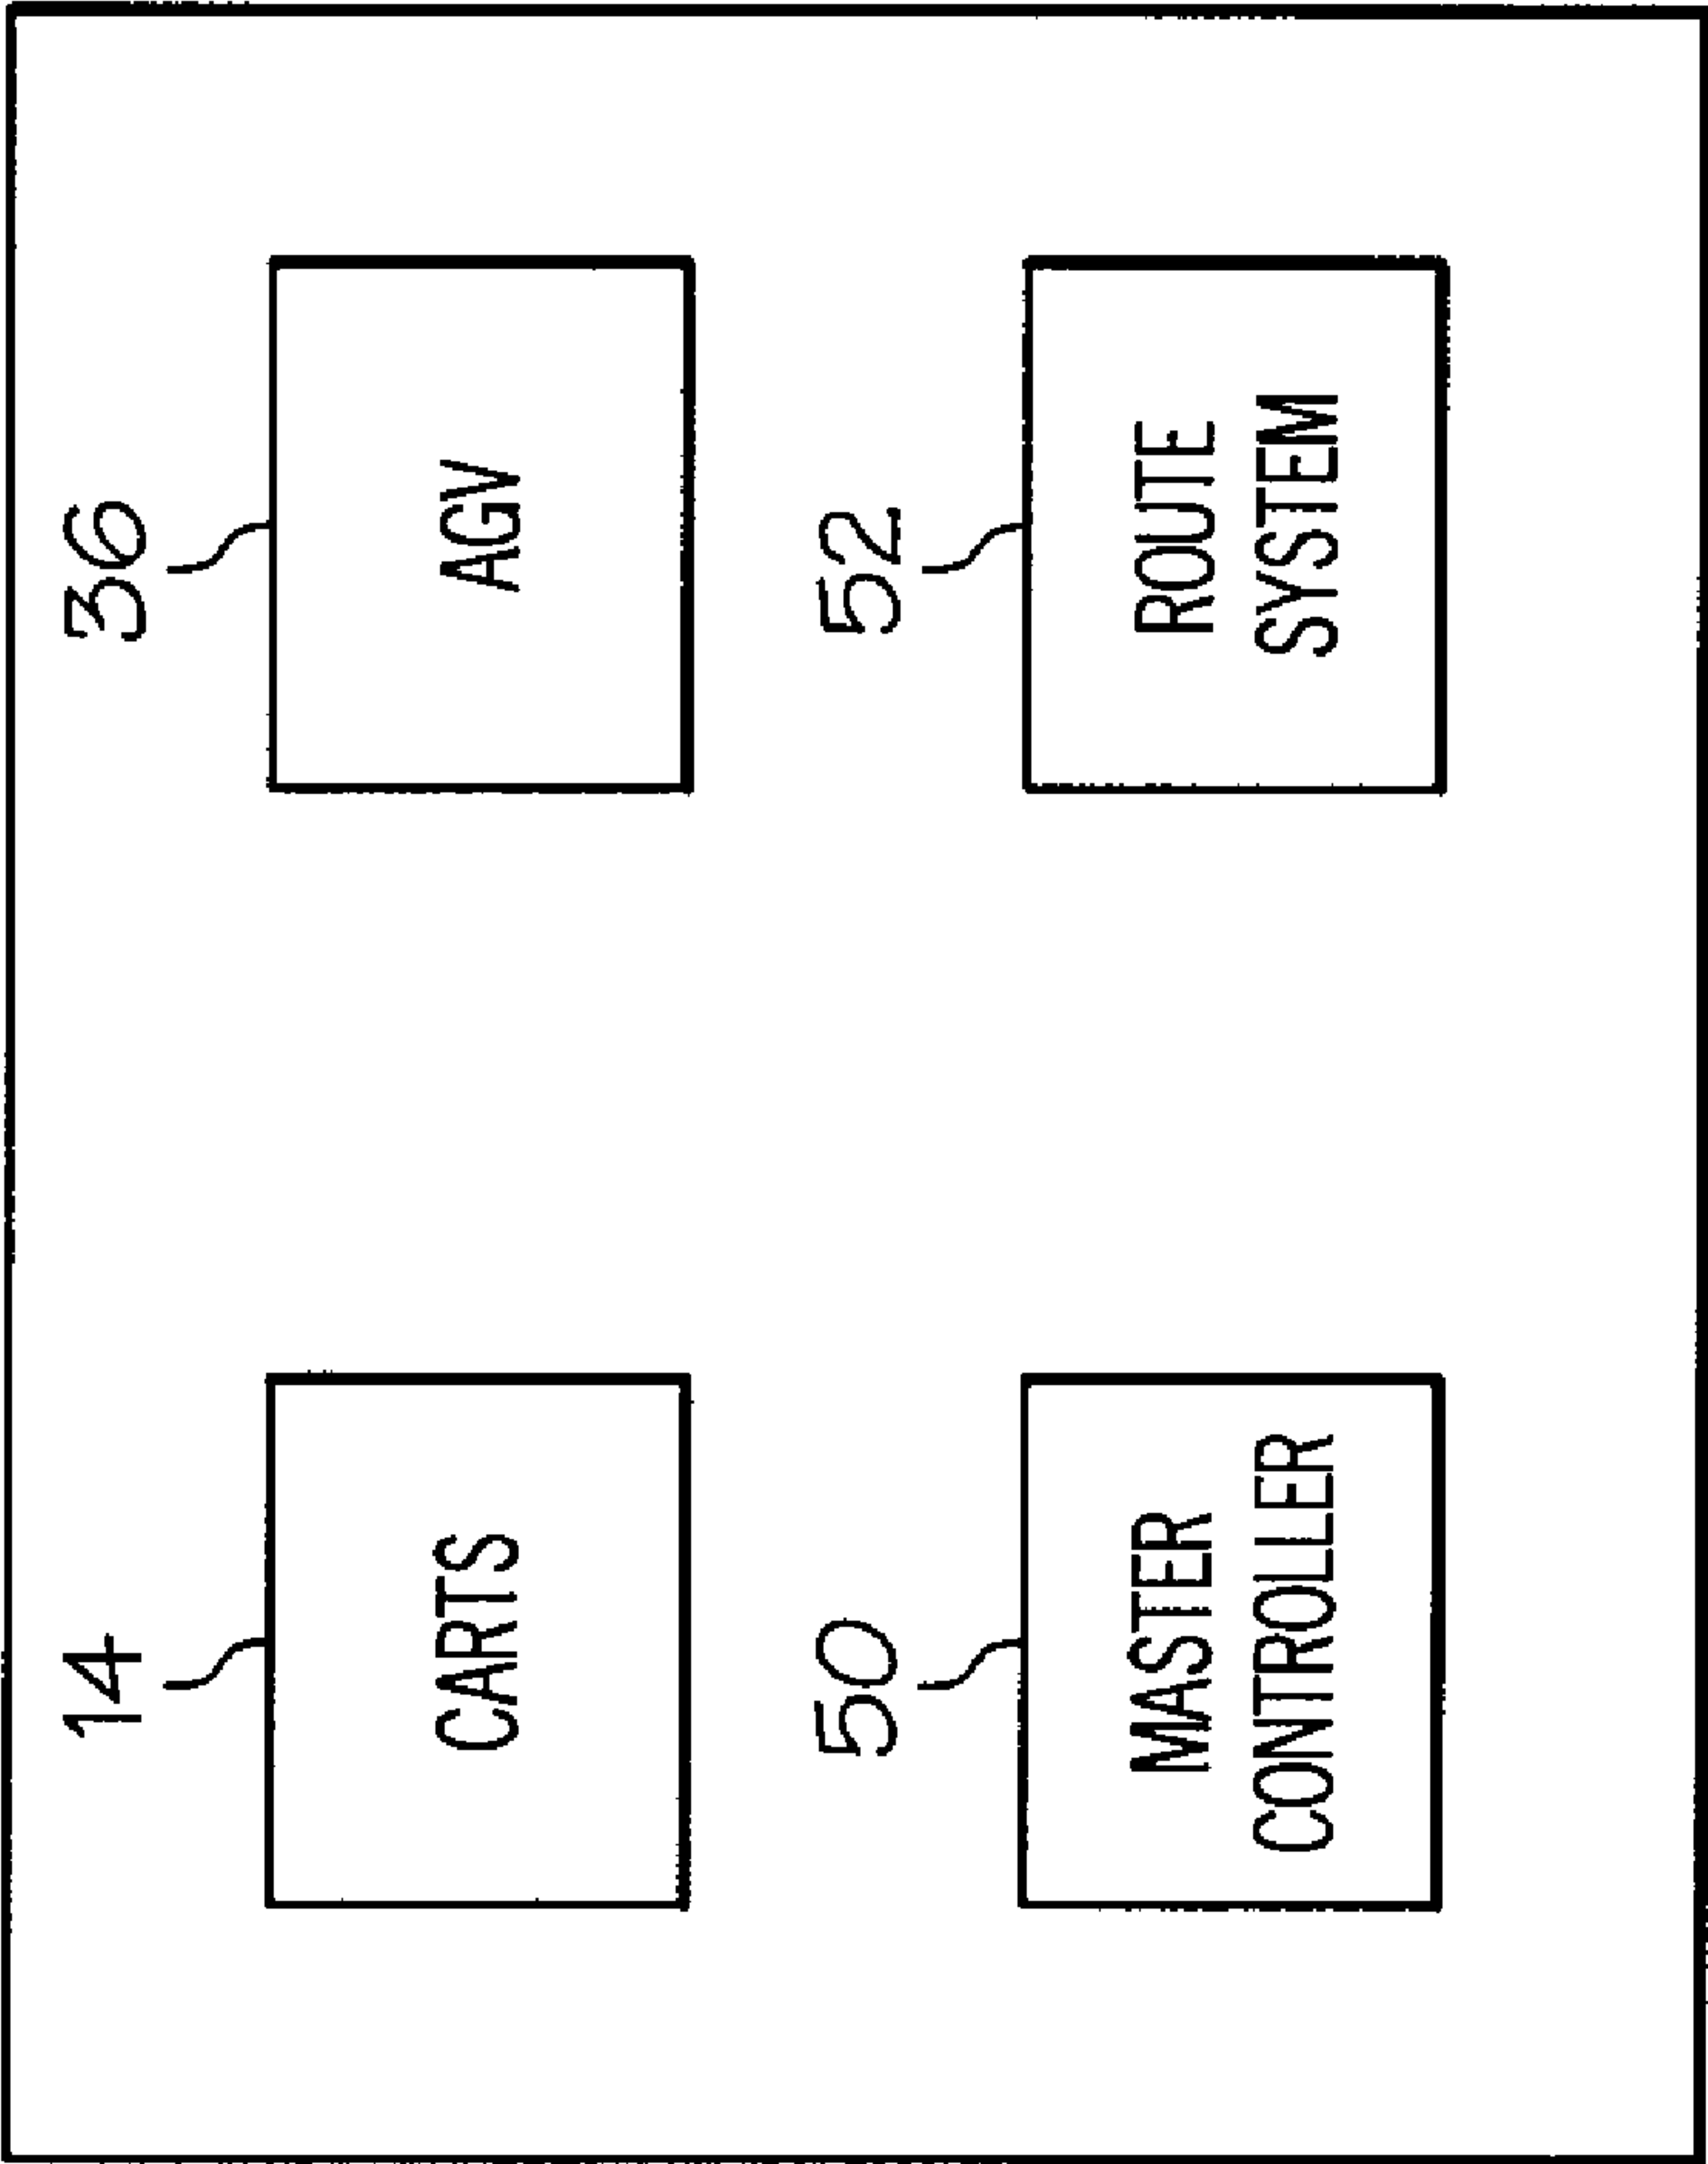 14
CARTS
36
AGV
50
MASTER
CONTROLLER
52
ROUTE
SYSTEM